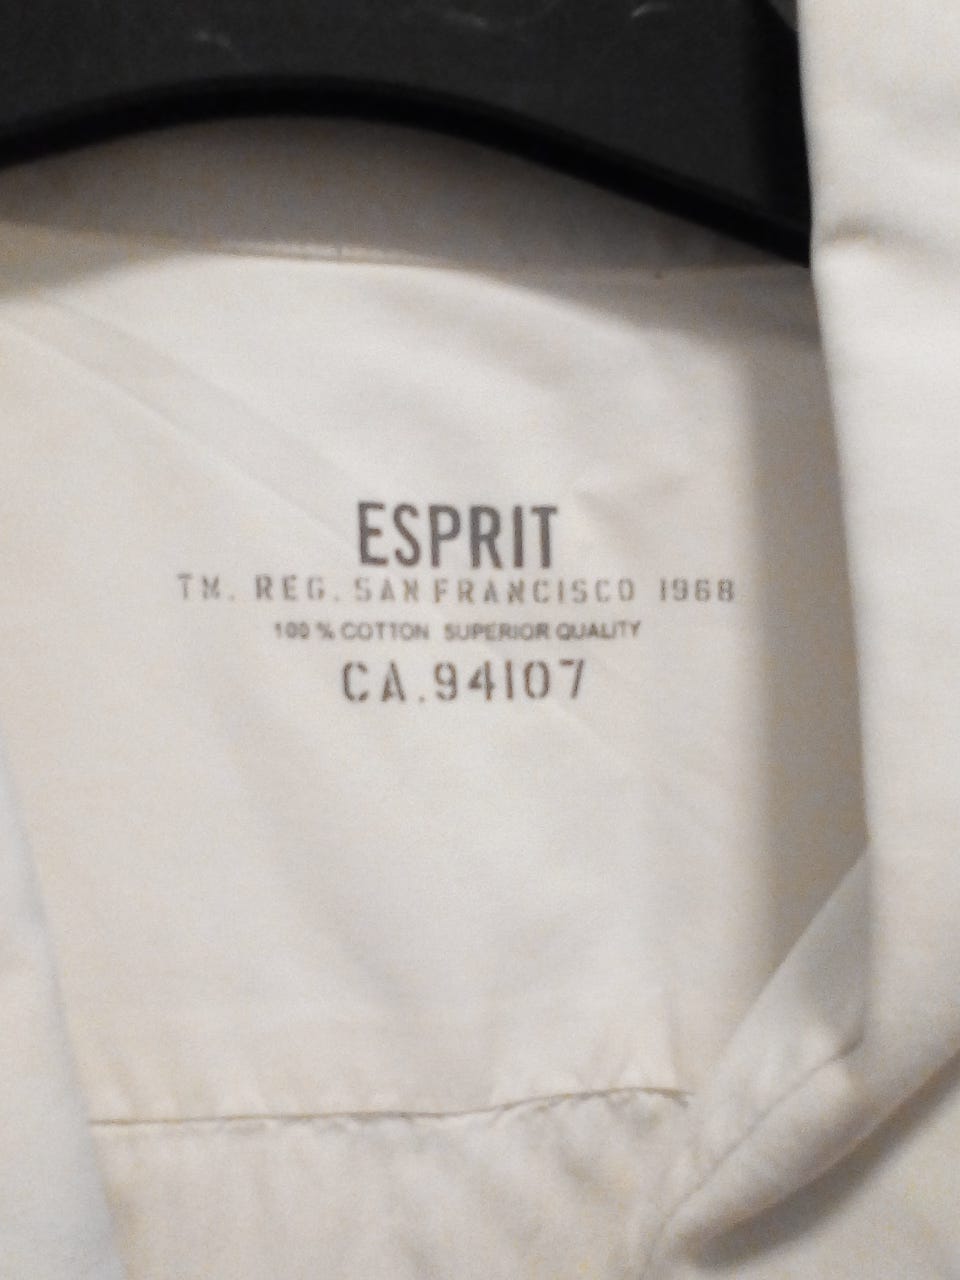 ESPRIT
TM. REG. SAN FRANCISCO 1968
100 % COTTON SUPERIOR QUALITY
CA.94107